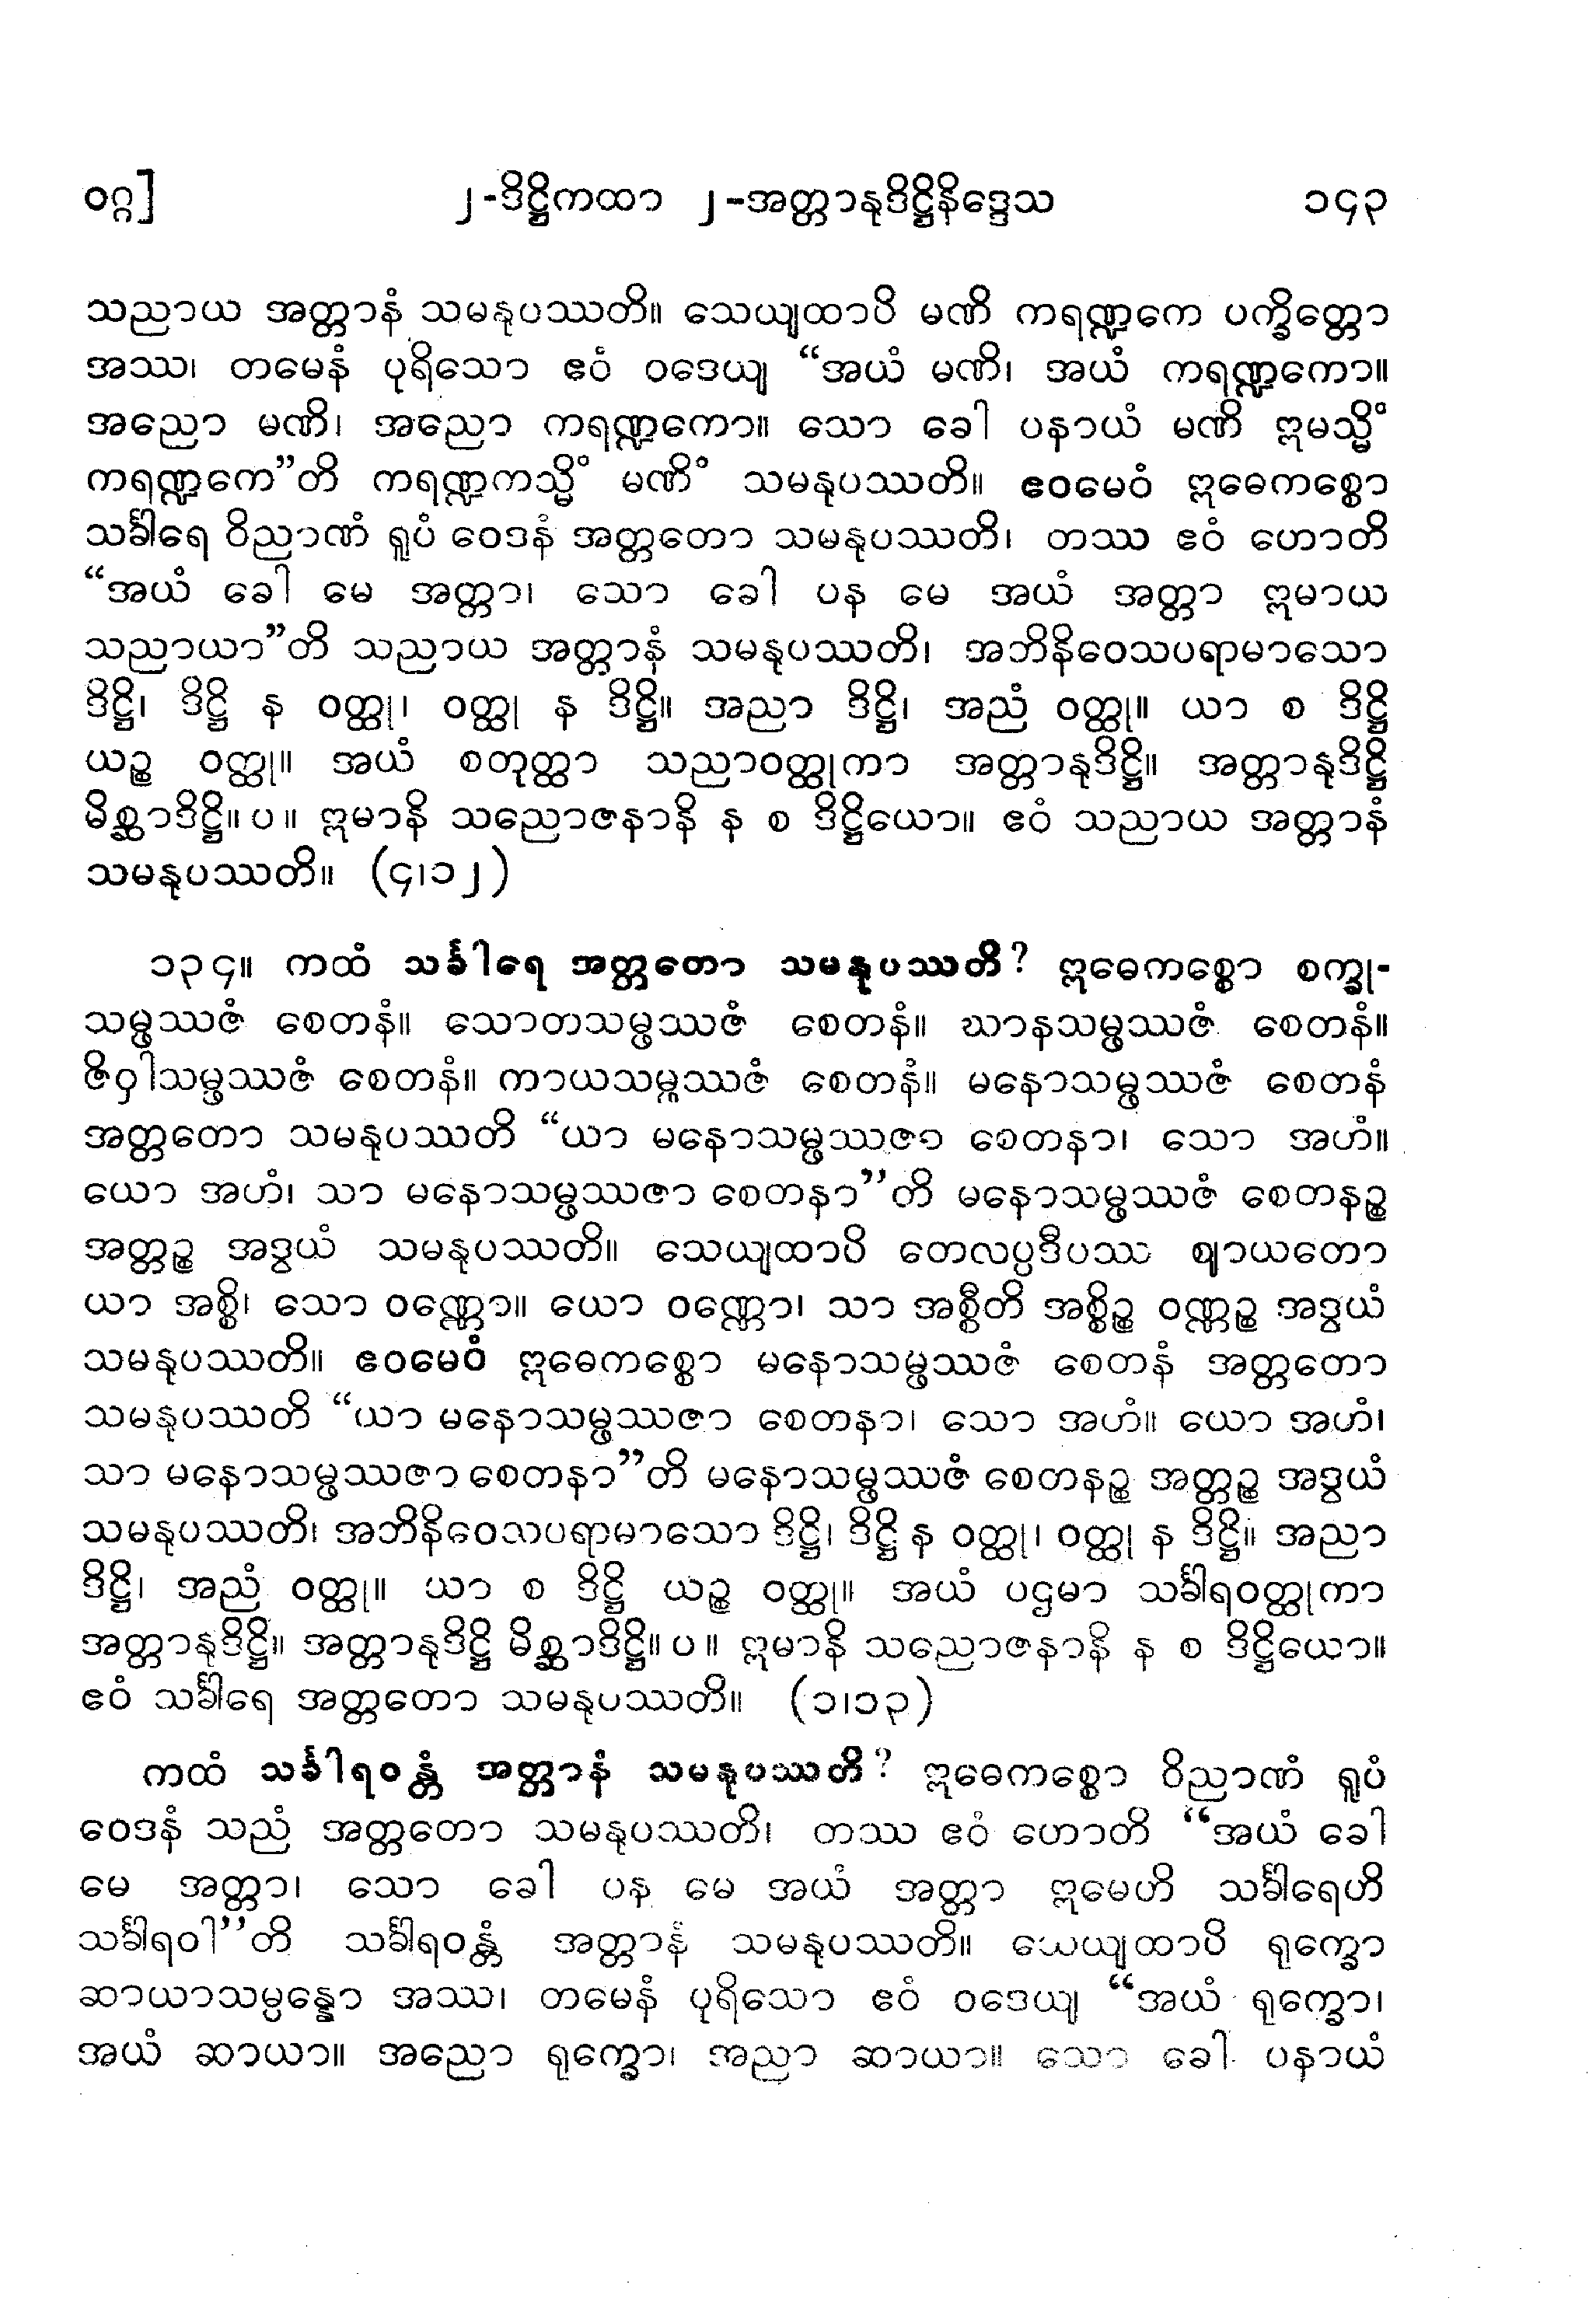 ဝဂ္ဂ]	၂-ဒိဋ္ဌိကထာ ၂-အတ္တာနုဒိဋ္ဌိနိဒ္ဒေသ	၁၄၃
သညာယ အတ္တာနံ သမနုပဿတိ။ သေယျထာပိ မဏိ ကရဏ္ဍကေ ပက္ခိတ္တော
အဿ၊ တမေနံ ပုရိသော ဧဝံ ဝဒေယျ “အယံ မဏိ၊ အယံ ကရဏ္ဍကော။
အညော မဏိ၊ အညော ကရဏ္ဍကော။ သော ခေါ ပနာယံ မဏိ ဣမသ္မိံ
ကရဏ္ဍကေ”တိ ကရဏ္ဍကသ္မိံ မဏိံ သမနုပဿတိ။ ဧဝမေဝံ ဣဓေကစ္စော
သင်္ခါရေ ဝိညာဏံ ရူပံ ဝေဒနံ အတ္တတော သမနုပဿတိ၊ တဿ ဧဝံ ဟောတိ
“အယံ ခေါ မေ အတ္တာ၊ သော ခေါ ပန မေ အယံ အတ္တာ ဣမာယ
သညာယာ”တိ သညာယ အတ္တာနံ သမနုပဿတိ၊ အဘိနိဝေသပရာမာသော
ဒိဋ္ဌိ၊ ဒိဋ္ဌိ န ဝတ္ထု၊ ဝတ္ထု န ဒိဋ္ဌိ။ အညာ ဒိဋ္ဌိ၊ အညံ ဝတ္ထု။ ယာ စ ဒိဋ္ဌိ
ယဉ္စ ဝတ္ထု။ အယံ စတုတ္ထာ သညာဝတ္ထုကာ အတ္တာနုဒိဋ္ဌိ။ အတ္တာနုဒိဋ္ဌိ
မိစ္ဆာဒိဋ္ဌိ။ ပ ။ ဣမာနိ သညောဇနာနိ န စ ဒိဋ္ဌိယော။ ဧဝံ သညာယ အတ္တာနံ
သမနုပဿတိ။ (၄၊၁၂)
၁၃၄။ ကထံ သင်္ခါရေ အတ္တတော သမနုပဿတိ? ဣဓေကစ္စော စက္ခု-
သမ္ဖဿဇံ စေတနံ။ သောတသမ္ဖဿဇံ စေတနံ။ ဃာနသမ္ဖဿဇံ စေတနံ။
ဇိဝှါသမ္ဖဿဇံ စေတနံ။ ကာယသမ္ဖဿဇံ စေတနံ။ မနောသမ္ဖဿဇံ စေတနံ
အတ္တတော သမနုပဿတိ “ယာ မနောသမ္ဖဿဇာ စေတနာ၊ သော အဟံ။
ယော အဟံ၊ သာ မနောသမ္ဖဿဇာ စေတနာ”တိ မနောသမ္ဖဿဇံ စေတနဉ္စ
အတ္တဉ္စ အဒွယံ သမနုပဿတိ။ သေယျထာပိ တေလပ္ပဒီပဿ ဈာယတော
ယာ အစ္စိ၊ သော ဝဏ္ဏော။ ယော ဝဏ္ဏော၊ သာ အစ္စီတိ အစ္စိဉ္စ ဝဏ္ဏဉ္စ အဒွယံ
သမနုပဿတိ။ ဧဝမေဝံ ဣဓေကစ္စော မနောသမ္ဖဿဇံ စေတနံ အတ္တတော
သမနုပဿတိ “ယာ မနောသမ္ဖဿဇာ စေတနာ၊ သော အဟံ။ ယော အဟံ၊
သာ မနောသမ္ဖဿဇာ စေတနာ”တိ မနောသမ္ဖဿဇံ စေတနဉ္စ အတ္တဉ္စ အဒွယံ
သမနုပဿတိ၊ အဘိနိဝေသပရာမာသော ဒိဋ္ဌိ၊ ဒိဋ္ဌိ န ဝတ္ထု၊ ဝတ္ထု န ဒိဋ္ဌိ။ အညာ
ဒိဋ္ဌိ၊ အညံ ဝတ္ထု။ ယာ စ ဒိဋ္ဌိ ယဉ္စ ဝတ္ထု။ အယံ ပဌမာ သင်္ခါရဝတ္ထုကာ
အတ္တာနုဒိဋ္ဌိ။ အတ္တာနုဒိဋ္ဌိ မိစ္ဆာဒိဋ္ဌိ။ ပ ။ ဣမာနိ သညောဇနာနိ န စ ဒိဋ္ဌိယော။
ဧဝံ သင်္ခါရေ အတ္တတော သမနုပဿတိ။ (၁၊၁၃)
ကထံ သင်္ခါရဝန္တံ အတ္တာနံ သမနုပဿတိ? ဣဓေကစ္စော ဝိညာဏံ ရူပံ
ဝေဒနံ သညံ အတ္တတော သမနုပဿတိ၊ တဿ ဧဝံ ဟောတိ “အယံ ခေါ
မေ အတ္တာ၊ သော ခေါ ပန မေ အယံ အတ္တာ ဣမေဟိ သင်္ခါရေဟိ
သင်္ခါရဝါ”တိ သင်္ခါရဝန္တံ အတ္တာနံ သမနုပဿတိ။ သေယျထာပိ ရုက္ခော
ဆာယာသမ္ပန္နော အဿ၊ တမေနံ ပုရိသော ဧဝံ ဝဒေယျ “အယံ ရုက္ခော၊
အယံ ဆာယာ။ အညော ရုက္ခော၊ အညာ ဆာယာ။ သော ခေါ ပနာယံ